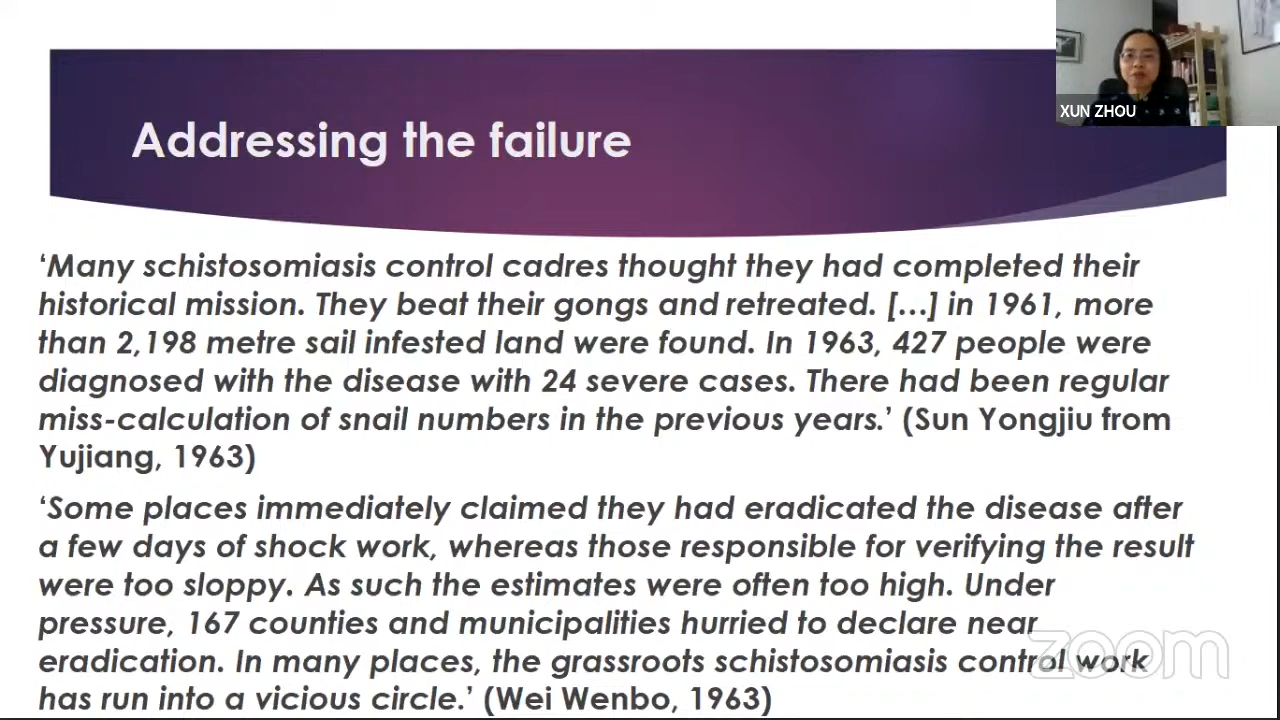 XUN ZHOU
Addressing the failure
‘Many schistosomiasis control cadres thought they had completed their
historical mission. They beat their gongs and retreated. […] in 1961, more
than 2,198 metre sail infested land were found. In 1963, 427 people were
diagnosed with the disease with 24 severe cases. There had been regular
miss-calculation of snail numbers in the previous years.’ (Sun Yongjiu from
Yujiang, 1963)
‘Some places immediately claimed they had eradicated the disease after
a few days of shock work, whereas those responsible for verifying the result
were too sloppy. As such the estimates were often too high. Under
pressure, 167 counties and municipalities hurried to declare near
eradication. In many places, the grassroots schistosomiasis control work
has run into a vicious circle.’ (Wei Wenbo, 1963)
zoom